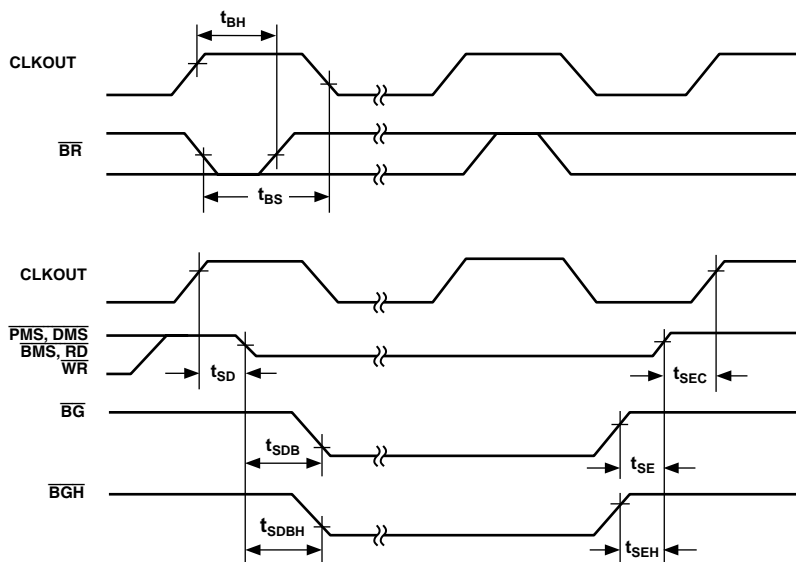 tBH
CLKOUT
BR
tBS
CLKOUT
PMS, DMS
BMS, RD
WR
tSD
tSEC
BG
tSDB
tSE
BGH
tSDBH
tSEH